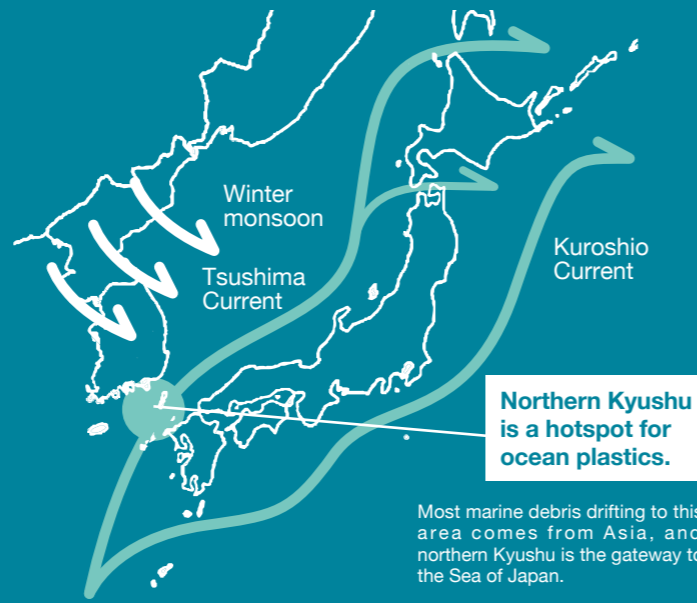 Winter
monsoon
Tsushima
Current
Kuroshio
Current
Northern Kyushu
is a hotspot for
ocean plastics.
Most marine debris drifting to this
area comes from Asia, and
northern Kyushu is the gateway to
the Sea of Japan.